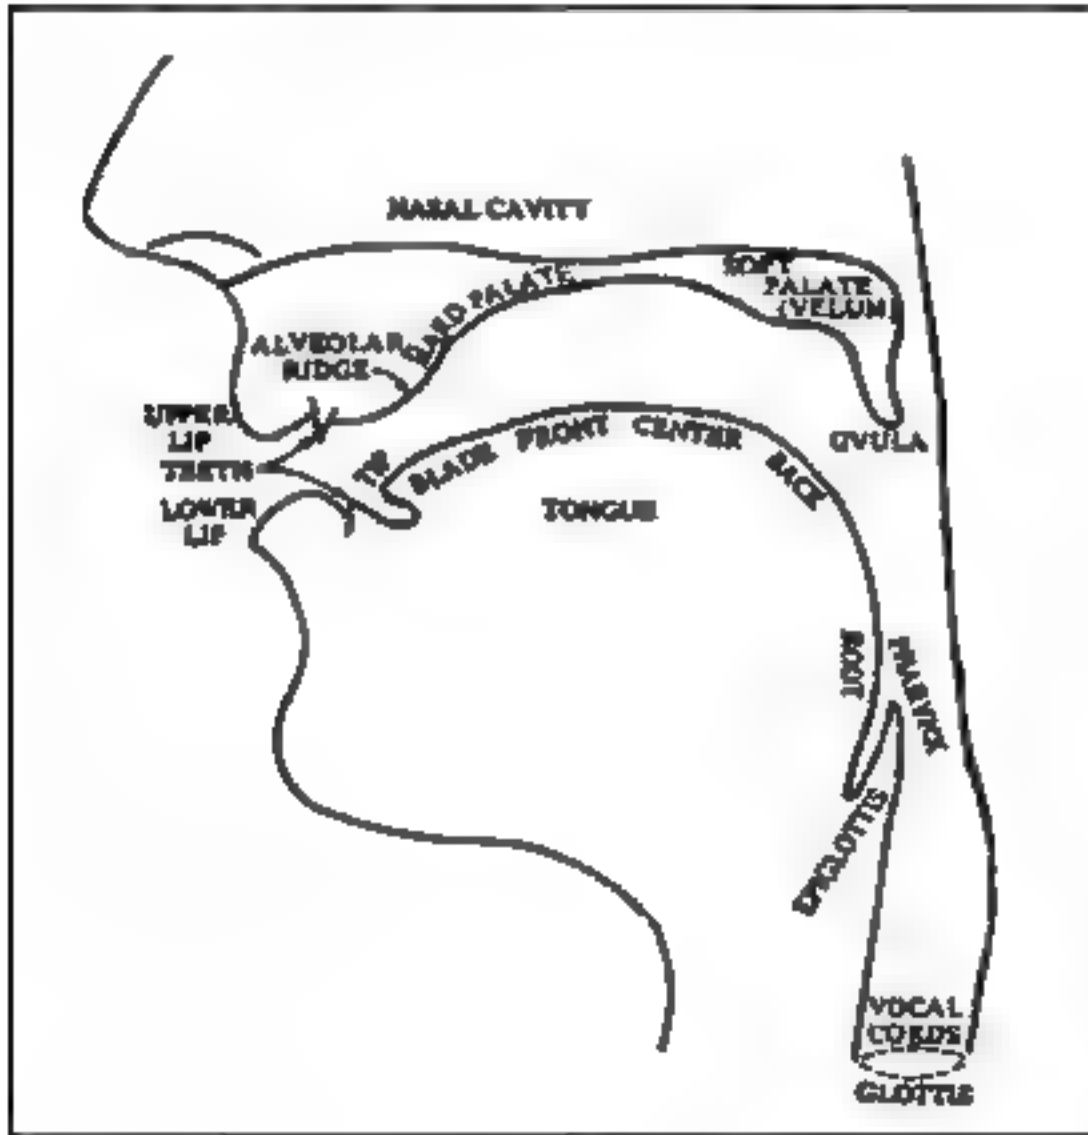 NASAL CAVITY
HARD PALATE
SOFT
PALATE
(VELUM)
ALVEOLAR
RIDGE
UPPER
LIP
TEETH
LOWER
LIP
TIP
BLADE
FRONT
CENTER
BACK
UVULA
TONGUE
ROOT
PHARYNX
EPIGLOTTIS
VOCAL
CORDS
GLOTTIS